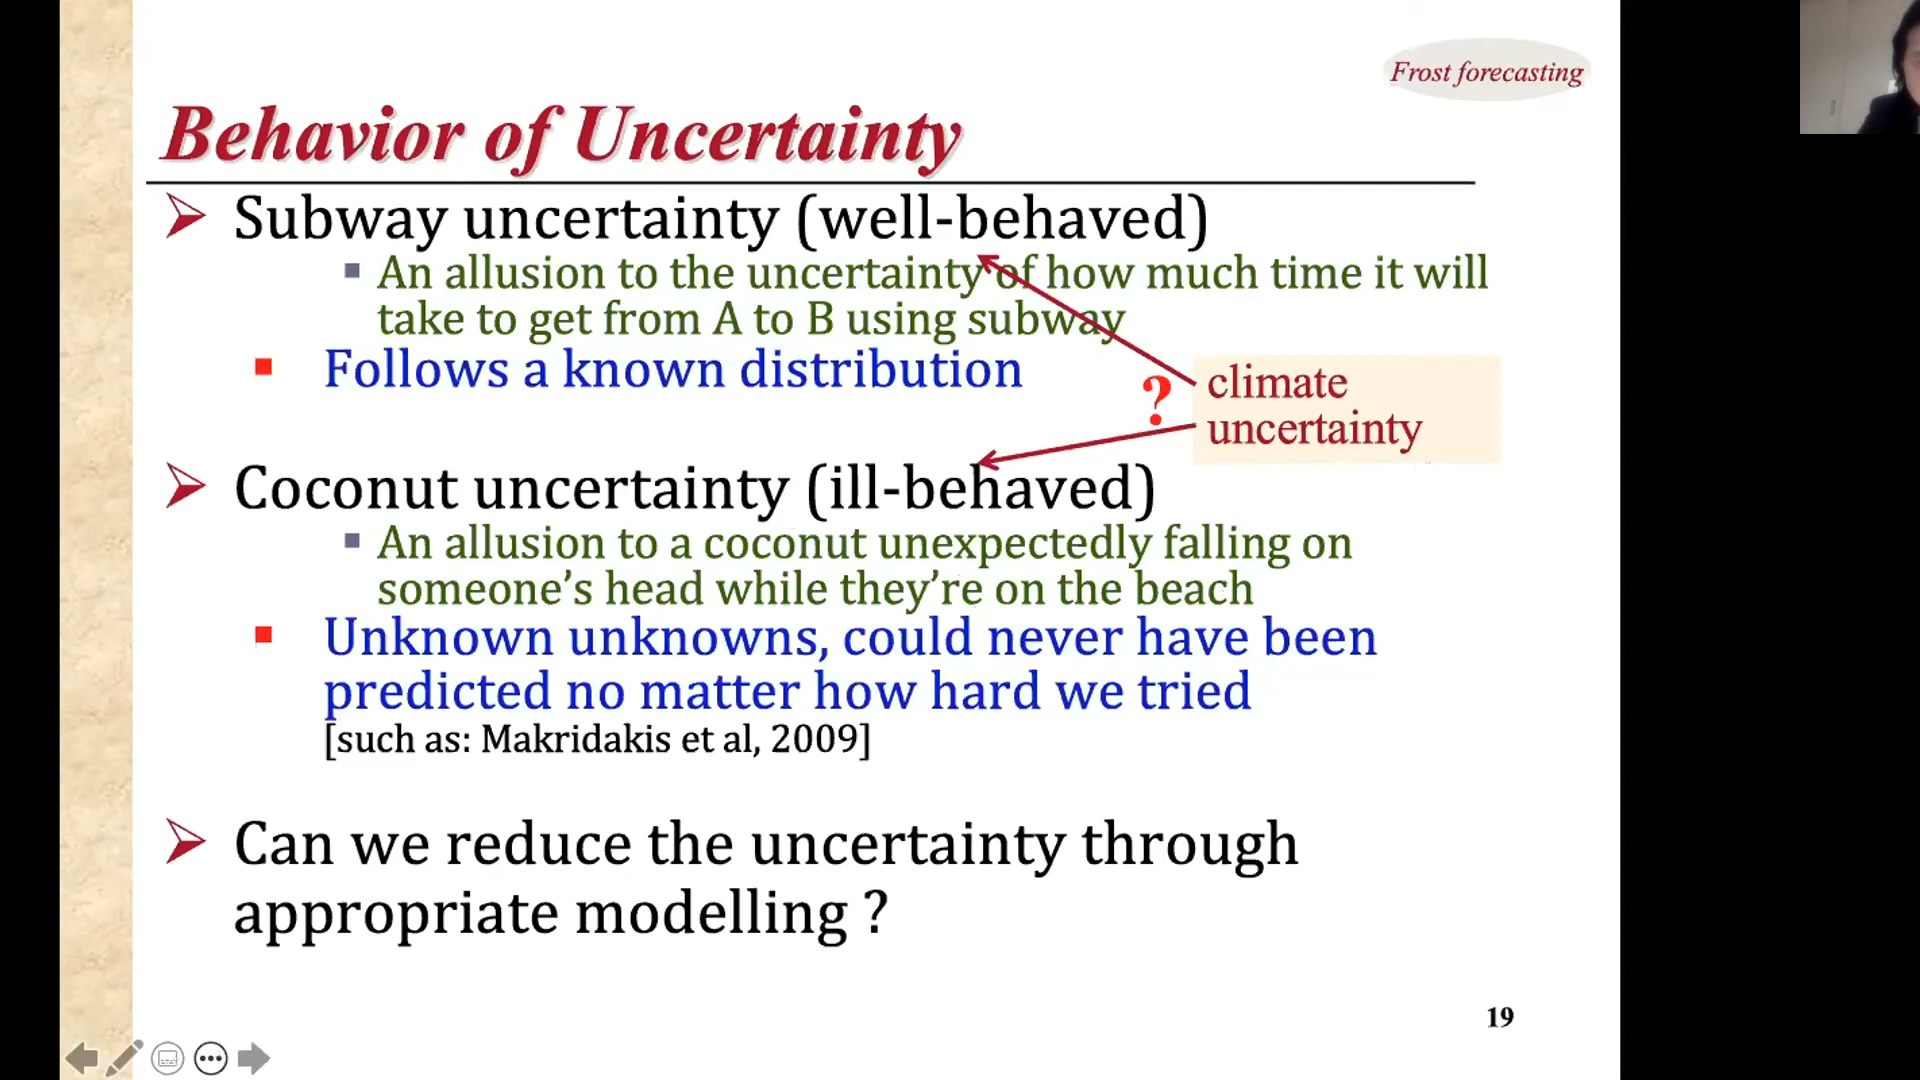 Frost forecasting
Behavior of Uncertainty
Subway uncertainty (well-behaved)
An allusion to the uncertainty of how much time it will
take to get from A to B using subway
Follows a known distribution
?
climate
uncertainty
Coconut uncertainty (ill-behaved)
An allusion to a coconut unexpectedly falling on
someone’s head while they’re on the beach
Unknown unknowns, could never have been
predicted no matter how hard we tried
[such as: Makridakis et al, 2009]
Can we reduce the uncertainty through
appropriate modelling ?
19